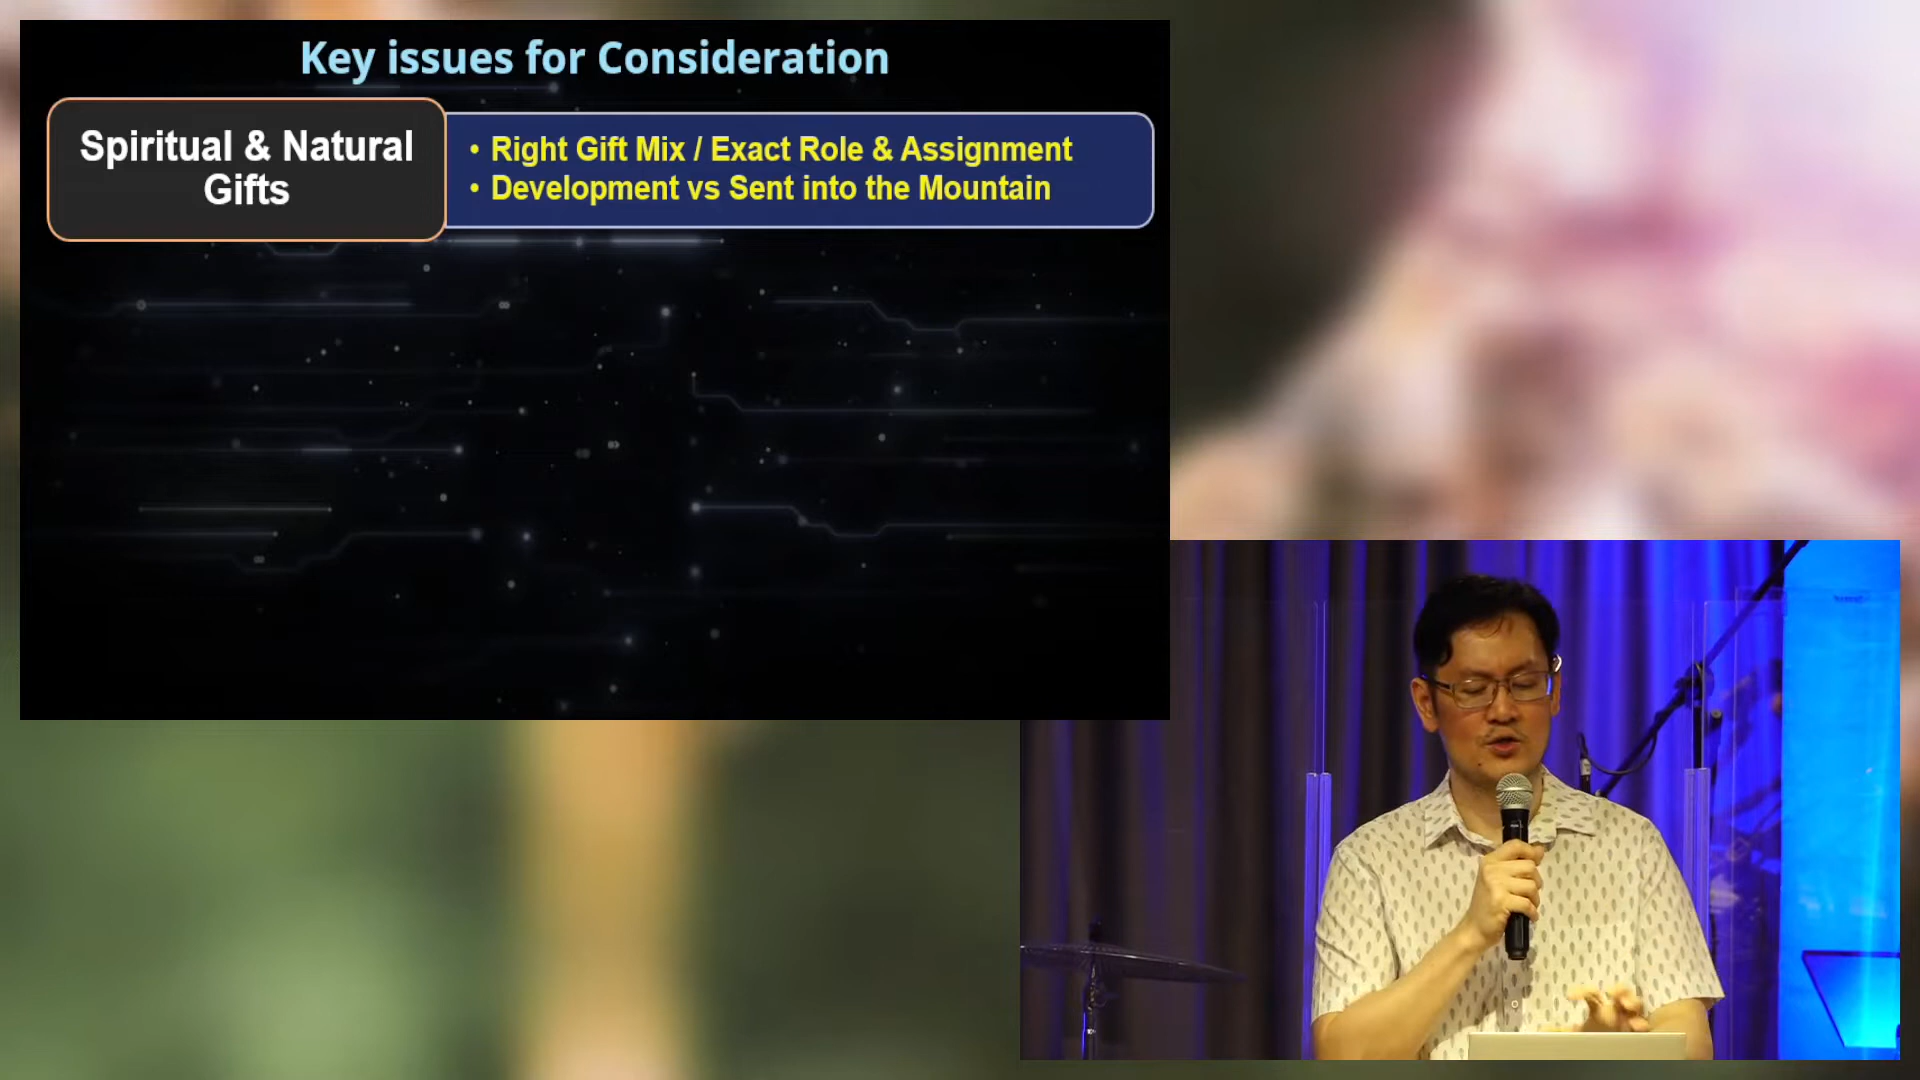 Key issues for Consideration
Spiritual & Natural
Gifts
• Right Gift Mix / Exact Role & Assignment
• Development vs Sent into the Mountain